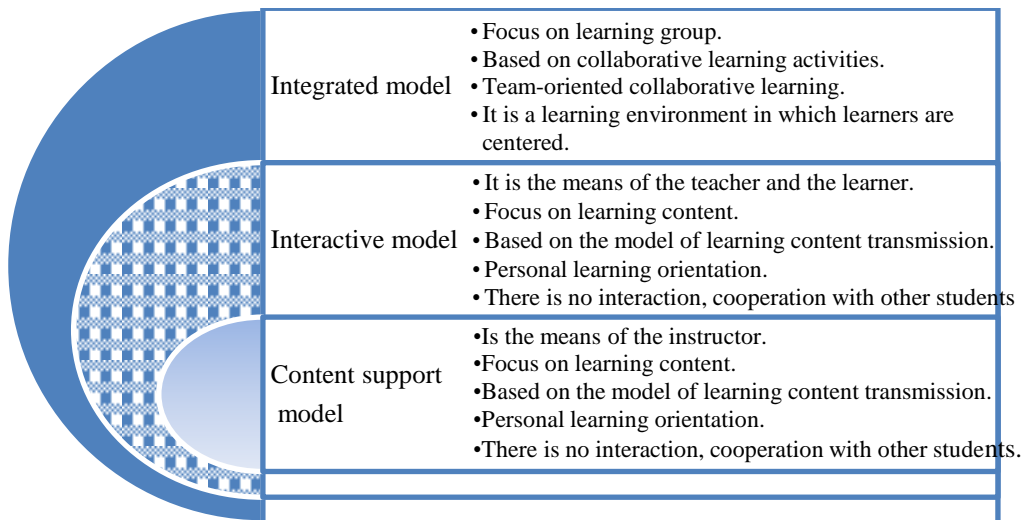 Integrated model
• Focus on learning group.
• Based on collaborative learning activities.
• Team-oriented collaborative learning.
• It is a learning environment in which learners are
centered.
Interactive model
• It is the means of the teacher and the learner.
• Focus on learning content.
• Based on the model of learning content transmission.
• Personal learning orientation.
• There is no interaction, cooperation with other students
Content support
model
•Is the means of the instructor.
•Focus on learning content.
•Based on the model of learning content transmission.
•Personal learning orientation.
•There is no interaction, cooperation with other students.